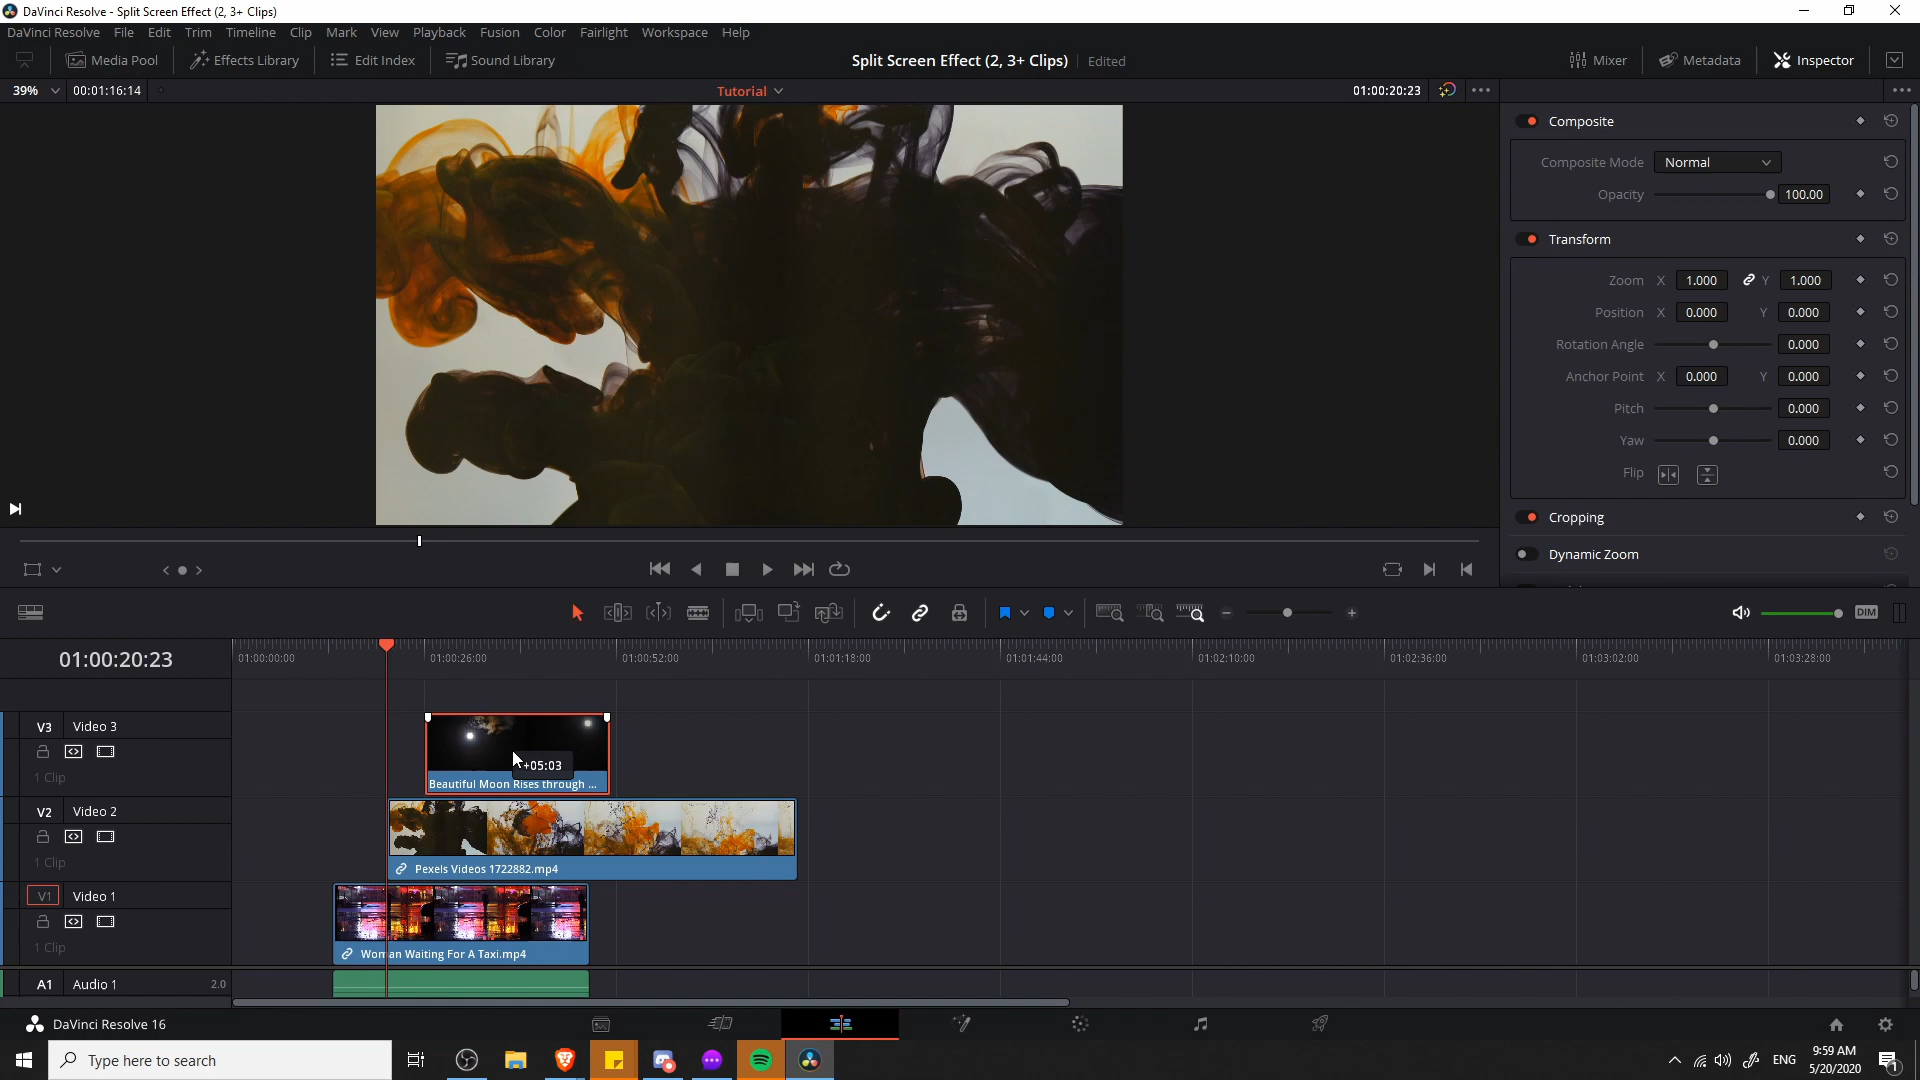 DaVinci Resolve - Split Screen Effect (2, 3+ Clips)
DaVinci Resolve File Edit Trim Timeline Clip Mark View Playback Fusion Color Fairlight Workspace Help
Media Pool Effects Library Edit Index Sound Library Split Screen Effect (2, 3+ Clips) Edited Mixer Metadata Inspector
39% 00:01:16:14 Tutorial 01:00:20:23
Composite
Composite Mode Normal
Opacity 100.00
Transform
Zoom X 1.000 Y 1.000
Position X 0.000 Y 0.000
Rotation Angle 0.000
Anchor Point X 0.000 Y 0.000
Pitch 0.000
Yaw 0.000
Flip
Cropping
Dynamic Zoom
DIM
01:00:20:23
01:00:00:00 01:00:26:00 01:00:52:00 01:01:18:00 01:01:44:00 01:02:10:00 01:02:36:00 01:03:02:00 01:03:28:00
V3 Video 3
1 Clip
+05:03
Beautiful Moon Rises through ...
V2 Video 2
1 Clip
Pexels Videos 1722882.mp4
V1 Video 1
1 Clip
Woman Waiting For A Taxi.mp4
A1 Audio 1 2.0
DaVinci Resolve 16
Type here to search
ENG
9:59 AM
5/20/2020
1